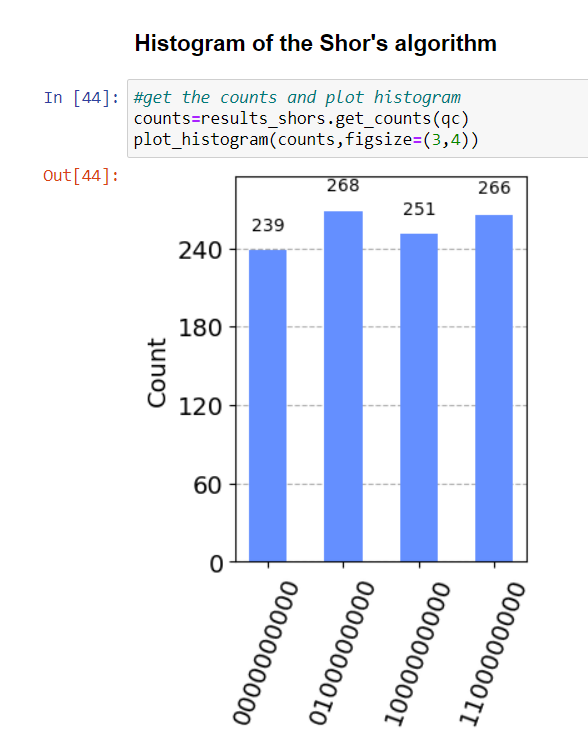 Histogram of the Shor's algorithm
In [44]:
#get the counts and plot histogram
counts=results_shors.get_counts(qc)
plot_histogram(counts,figsize=(3,4))
Out[44]:
239
268
251
266
240
180
120
60
0
Count
0000000000
0100000000
1000000000
1100000000